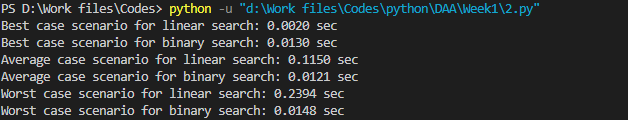 PS D:\Work files\Codes> python -u "d:\Work files\Codes\python\DAA\Week1\2.py"
Best case scenario for linear search: 0.0020 sec
Best case scenario for binary search: 0.0130 sec
Average case scenario for linear search: 0.1150 sec
Average case scenario for binary search: 0.0121 sec
Worst case scenario for linear search: 0.2394 sec
Worst case scenario for binary search: 0.0148 sec